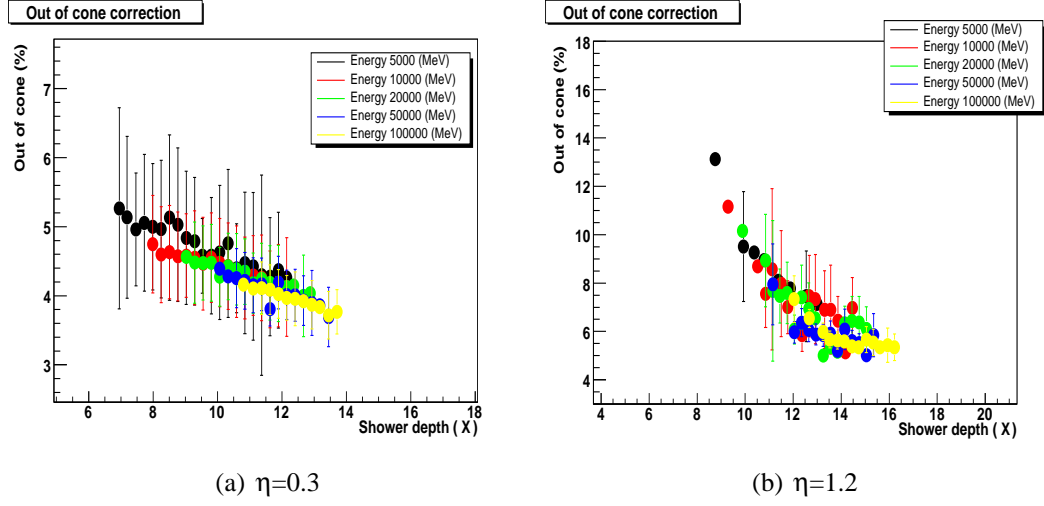 Out of cone correction
Out of cone (%)
7
6
5
4
3
6 8 10 12 14 16 18
Shower depth ( X )
Energy 5000 (MeV)
Energy 10000 (MeV)
Energy 20000 (MeV)
Energy 50000 (MeV)
Energy 100000 (MeV)
(a) η=0.3
Out of cone correction
Out of cone (%)
18
16
14
12
10
8
6
4
4 6 8 10 12 14 16 18 20
Shower depth ( X )
Energy 5000 (MeV)
Energy 10000 (MeV)
Energy 20000 (MeV)
Energy 50000 (MeV)
Energy 100000 (MeV)
(b) η=1.2